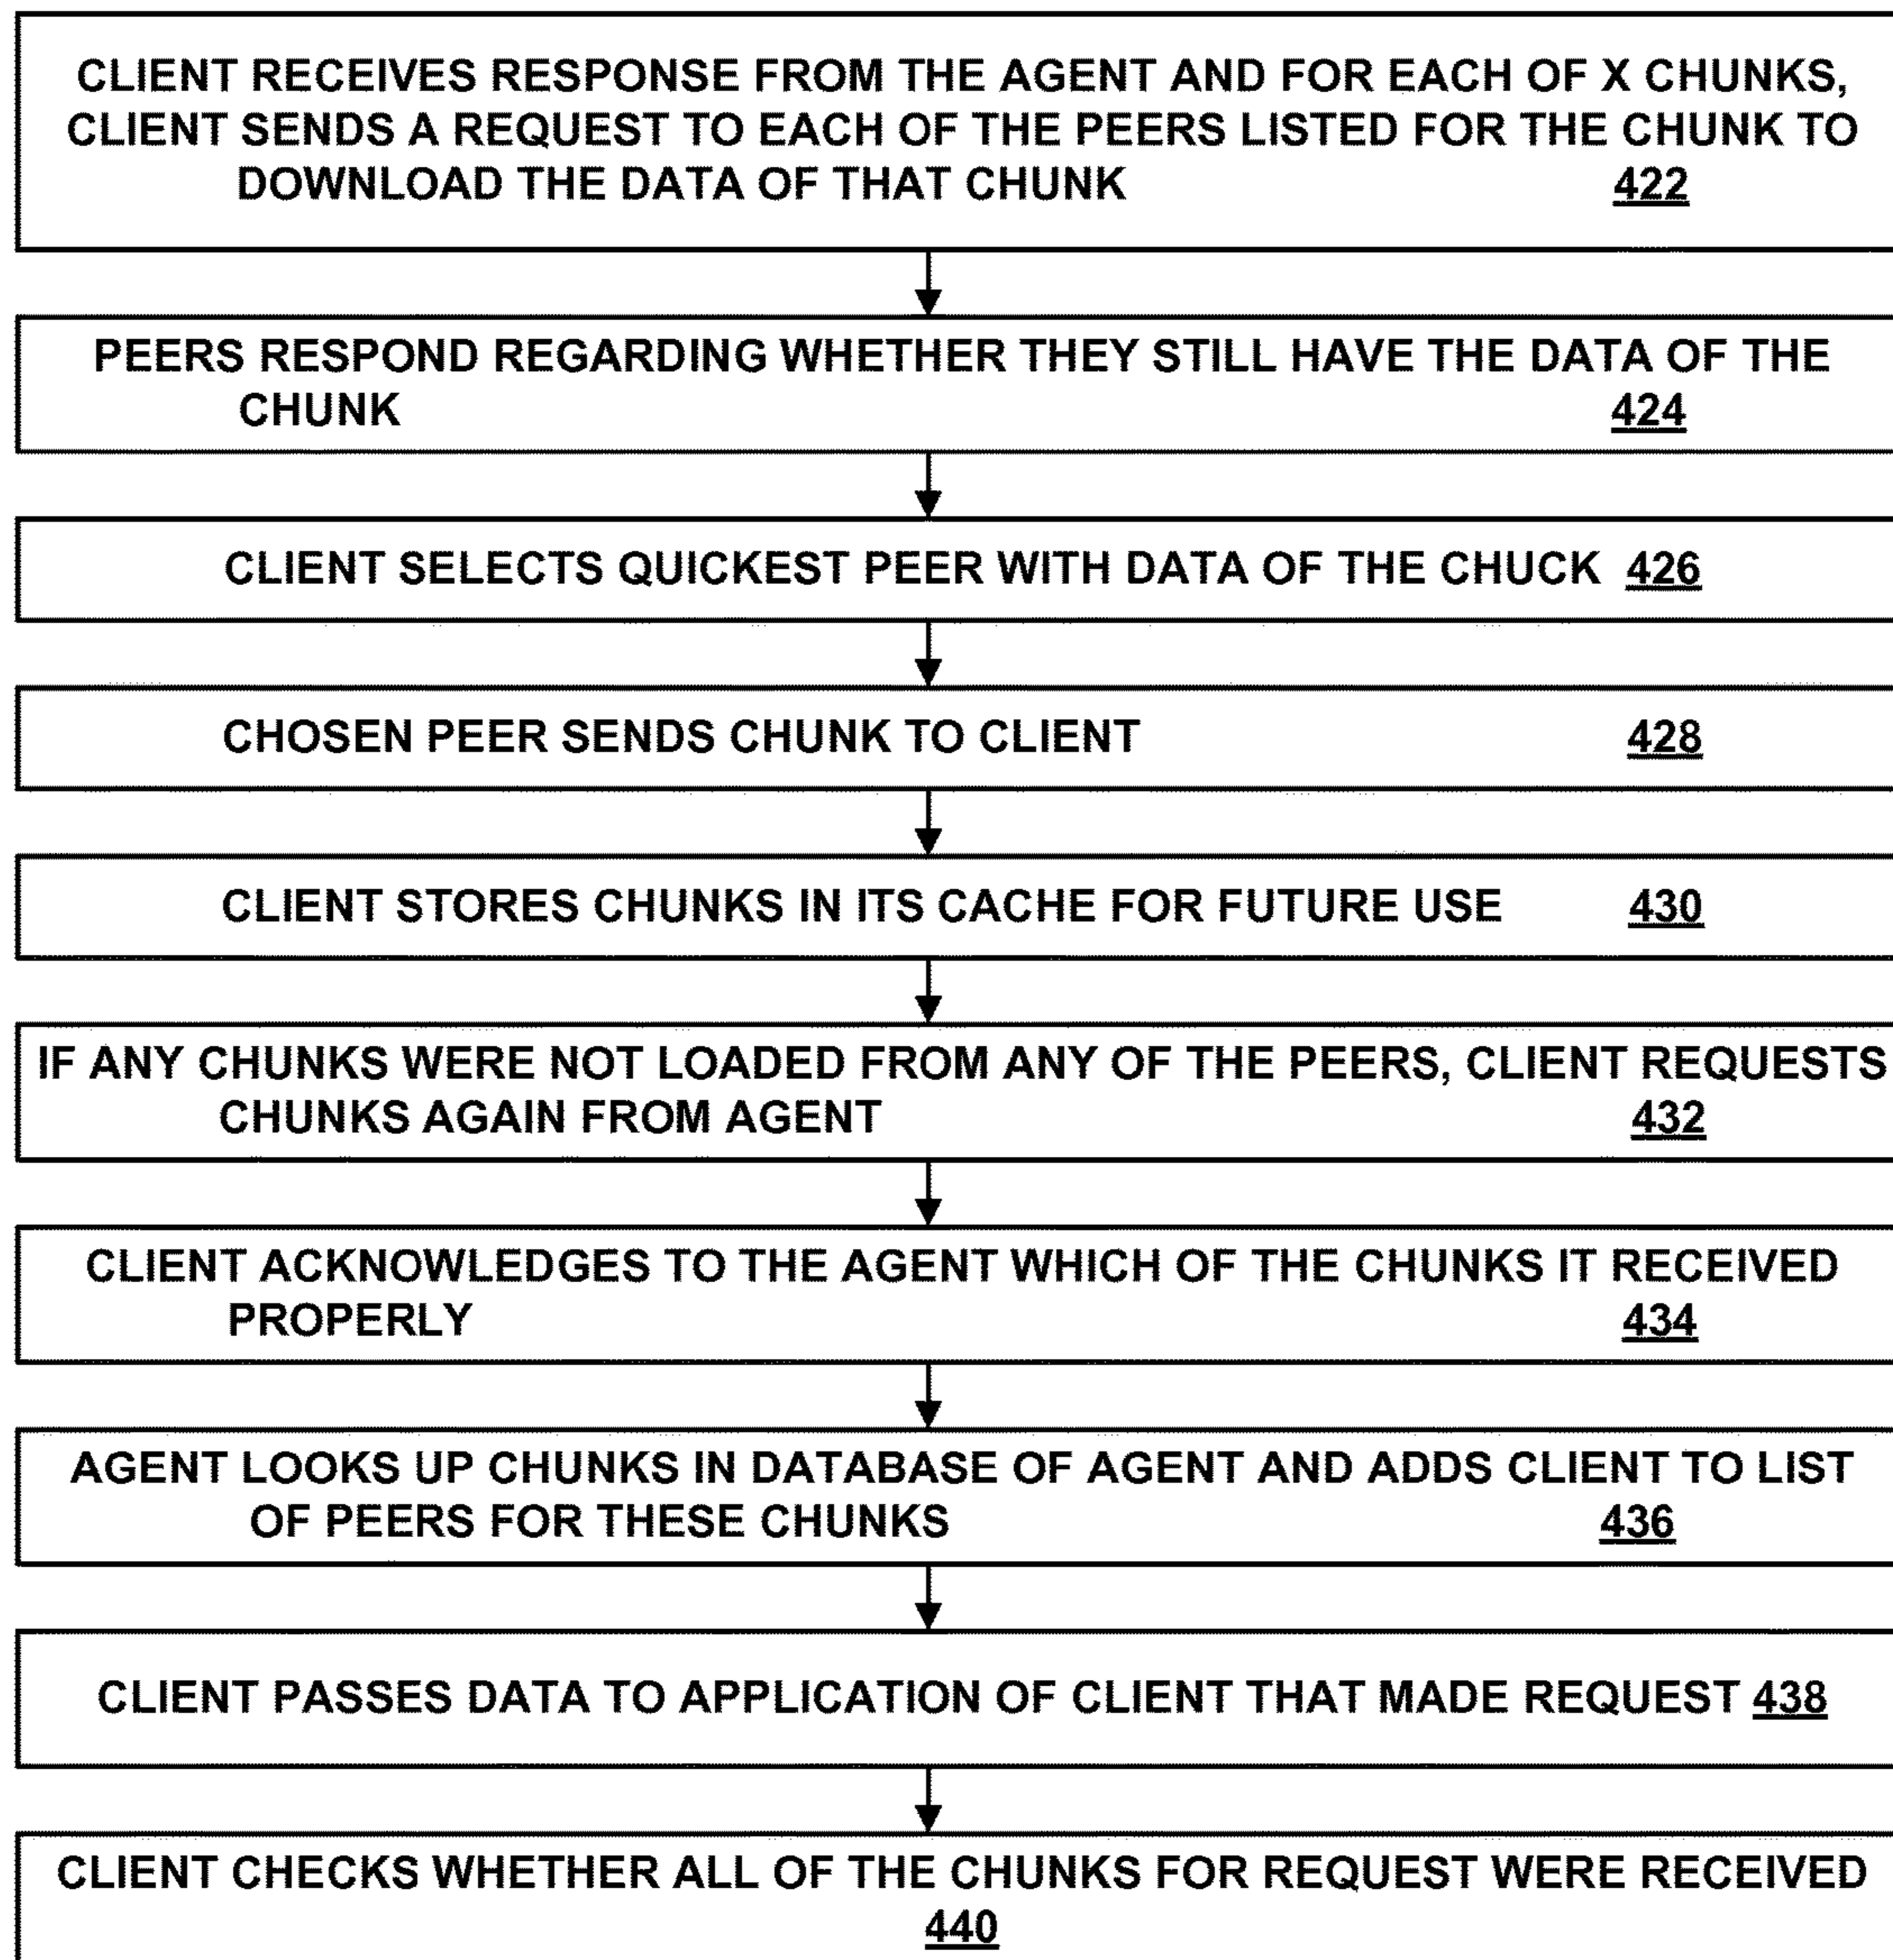 CLIENT RECEIVES RESPONSE FROM THE AGENT AND FOR EACH OF X CHUNKS,
CLIENT SENDS A REQUEST TO EACH OF THE PEERS LISTED FOR THE CHUNK TO
DOWNLOAD THE DATA OF THAT CHUNK 422
PEERS RESPOND REGARDING WHETHER THEY STILL HAVE THE DATA OF THE
CHUNK 424
CLIENT SELECTS QUICKEST PEER WITH DATA OF THE CHUCK 426
CHOSEN PEER SENDS CHUNK TO CLIENT 428
CLIENT STORES CHUNKS IN ITS CACHE FOR FUTURE USE 430
IF ANY CHUNKS WERE NOT LOADED FROM ANY OF THE PEERS, CLIENT REQUESTS
CHUNKS AGAIN FROM AGENT 432
CLIENT ACKNOWLEDGES TO THE AGENT WHICH OF THE CHUNKS IT RECEIVED
PROPERLY 434
AGENT LOOKS UP CHUNKS IN DATABASE OF AGENT AND ADDS CLIENT TO LIST
OF PEERS FOR THESE CHUNKS 436
CLIENT PASSES DATA TO APPLICATION OF CLIENT THAT MADE REQUEST 438
CLIENT CHECKS WHETHER ALL OF THE CHUNKS FOR REQUEST WERE RECEIVED
440